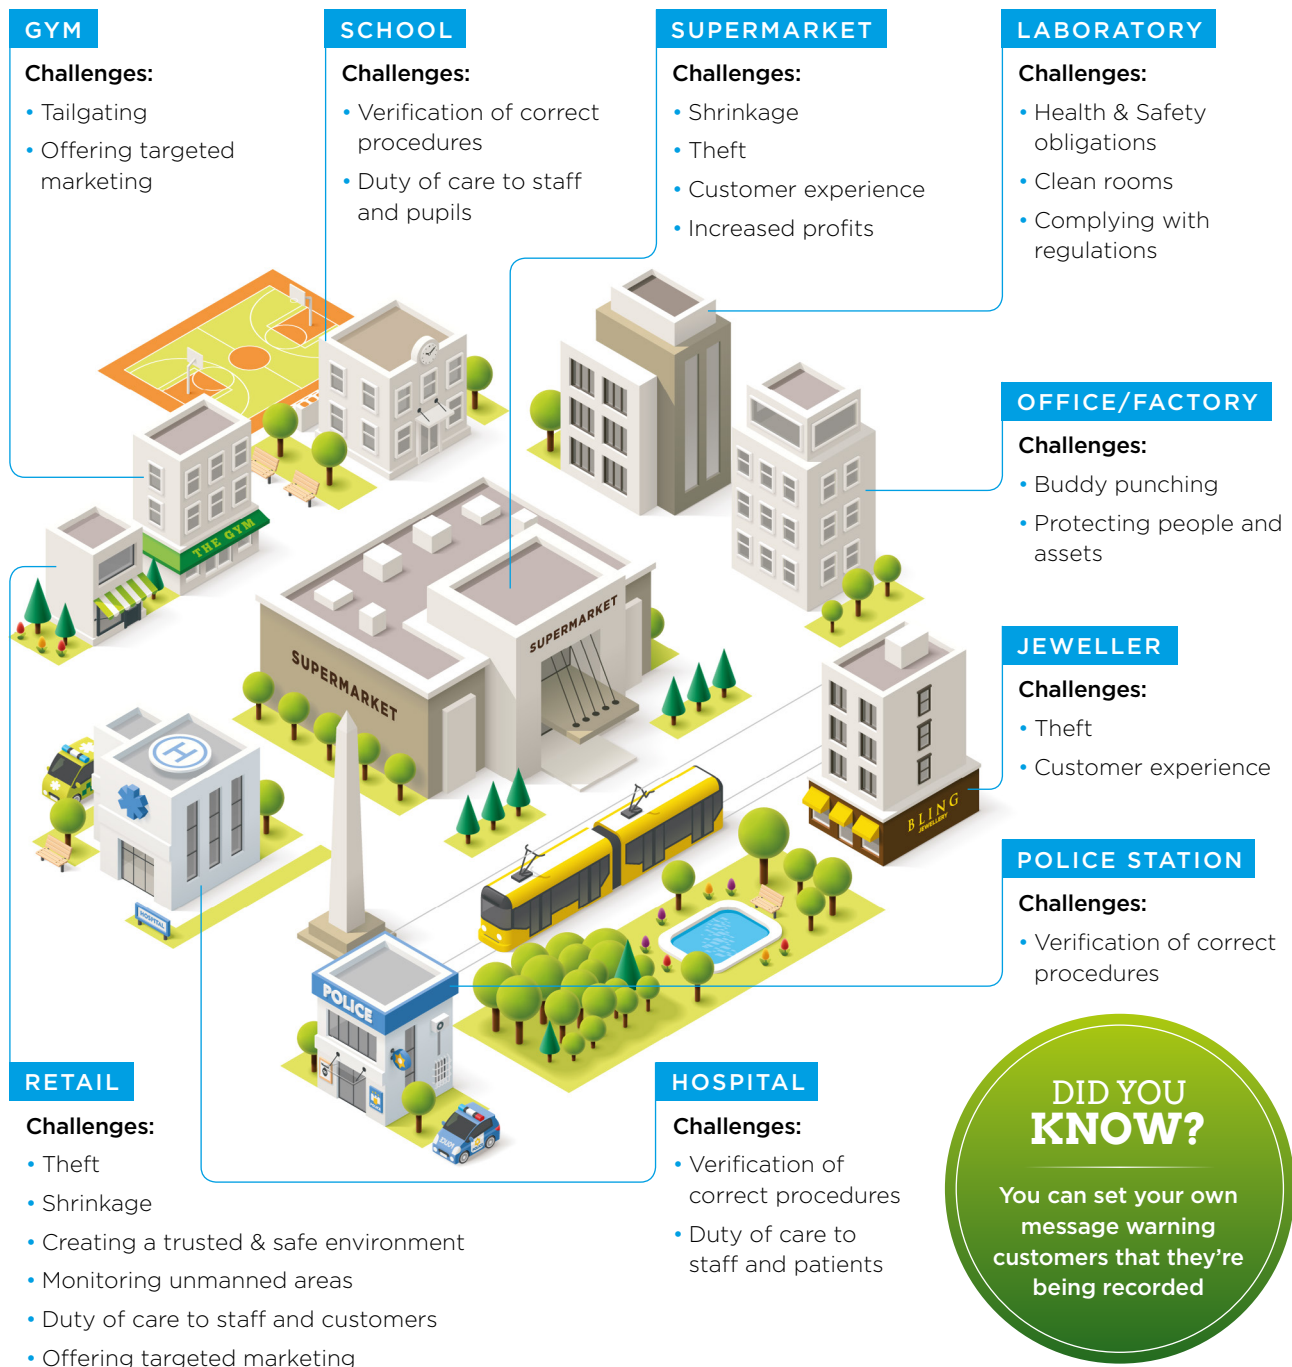 GYM
Challenges:
• Tailgating
• Offering targeted
marketing
SCHOOL
Challenges:
• Verification of correct
procedures
• Duty of care to staff
and pupils
SUPERMARKET
Challenges:
• Shrinkage
• Theft
• Customer experience
• Increased profits
LABORATORY
Challenges:
• Health & Safety
obligations
• Clean rooms
• Complying with
regulations
OFFICE/FACTORY
Challenges:
• Buddy punching
• Protecting people and
assets
THE GYM
SUPERMARKET
SUPERMARKET
JEWELLER
Challenges:
• Theft
• Customer experience
H
BLING
JEWELLERY
HOSPITAL
POLICE STATION
Challenges:
• Verification of correct
procedures
POLICE
RETAIL
Challenges:
• Theft
• Shrinkage
• Creating a trusted & safe environment
• Monitoring unmanned areas
• Duty of care to staff and customers
• Offering targeted marketing
HOSPITAL
Challenges:
• Verification of
correct procedures
• Duty of care to
staff and patients
DID YOU
KNOW?
You can set your own
message warning
customers that they're
being recorded